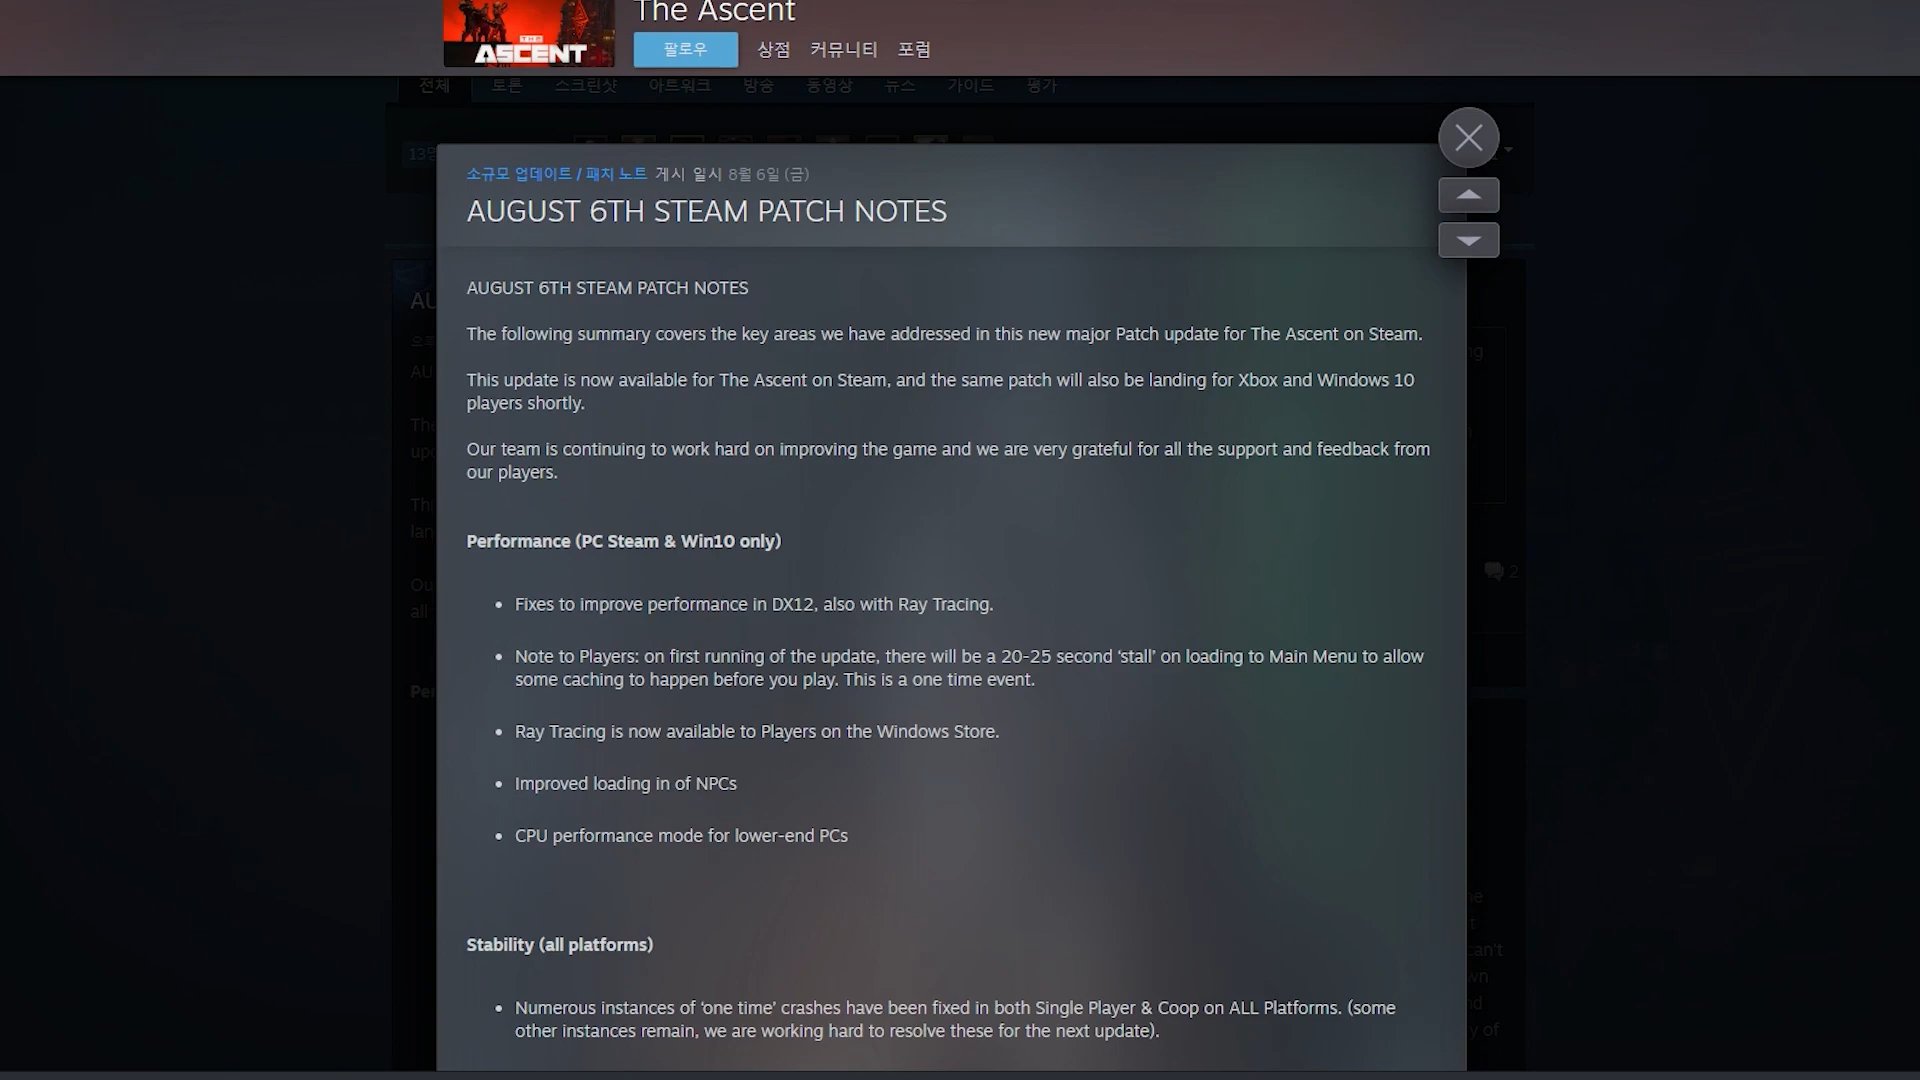 The Ascent
THE
ASCENT
팔로우 상점 커뮤니티 포럼
전체 토론 스크린샷 아트워크 방송 동영상 뉴스 가이드 평가
소규모 업데이트 / 패치 노트 게시 일시 8월 6일 (금)
AUGUST 6TH STEAM PATCH NOTES
AUGUST 6TH STEAM PATCH NOTES
The following summary covers the key areas we have addressed in this new major Patch update for The Ascent on Steam.
This update is now available for The Ascent on Steam, and the same patch will also be landing for Xbox and Windows 10
players shortly.
Our team is continuing to work hard on improving the game and we are very grateful for all the support and feedback from
our players.
Performance (PC Steam & Win10 only)
• Fixes to improve performance in DX12, also with Ray Tracing.
• Note to Players: on first running of the update, there will be a 20-25 second ‘stall’ on loading to Main Menu to allow
some caching to happen before you play. This is a one time event.
• Ray Tracing is now available to Players on the Windows Store.
• Improved loading in of NPCs
• CPU performance mode for lower-end PCs
Stability (all platforms)
• Numerous instances of ‘one time’ crashes have been fixed in both Single Player & Coop on ALL Platforms. (some
other instances remain, we are working hard to resolve these for the next update).
2